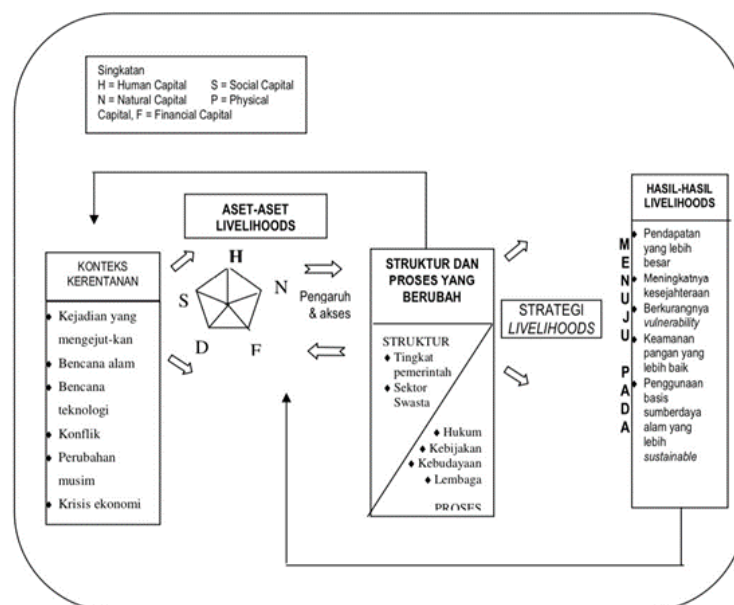 Singkatan
H = Human Capital S = Social Capital
N = Natural Capital P = Physical
Capital, F = Financial Capital
ASET-ASET
LIVELIHOODS
H
S
N
D
F
KONTEKS
KERENTANAN
Kejadian yang
mengejut-kan
Bencana alam
Bencana
teknologi
Konflik
Perubahan
musim
Krisis ekonomi
Pengaruh
& akses
STRUKTUR DAN
PROSES YANG
BERUBAH
STRUKTUR
Tingkat
pemerintah
Sektor
Swasta
Hukum
Kebijakan
Kebudayaan
Lembaga
PROSES
STRATEGI
LIVELIHOODS
MENUJU PADA
HASIL-HASIL
LIVELIHOODS
Pendapatan
yang lebih
besar
Meningkatnya
kesejahteraan
Berkurangnya
vulnerability
Keamanan
pangan yang
lebih baik
Penggunaan
basis
sumberdaya
alam yang
lebih
sustainable